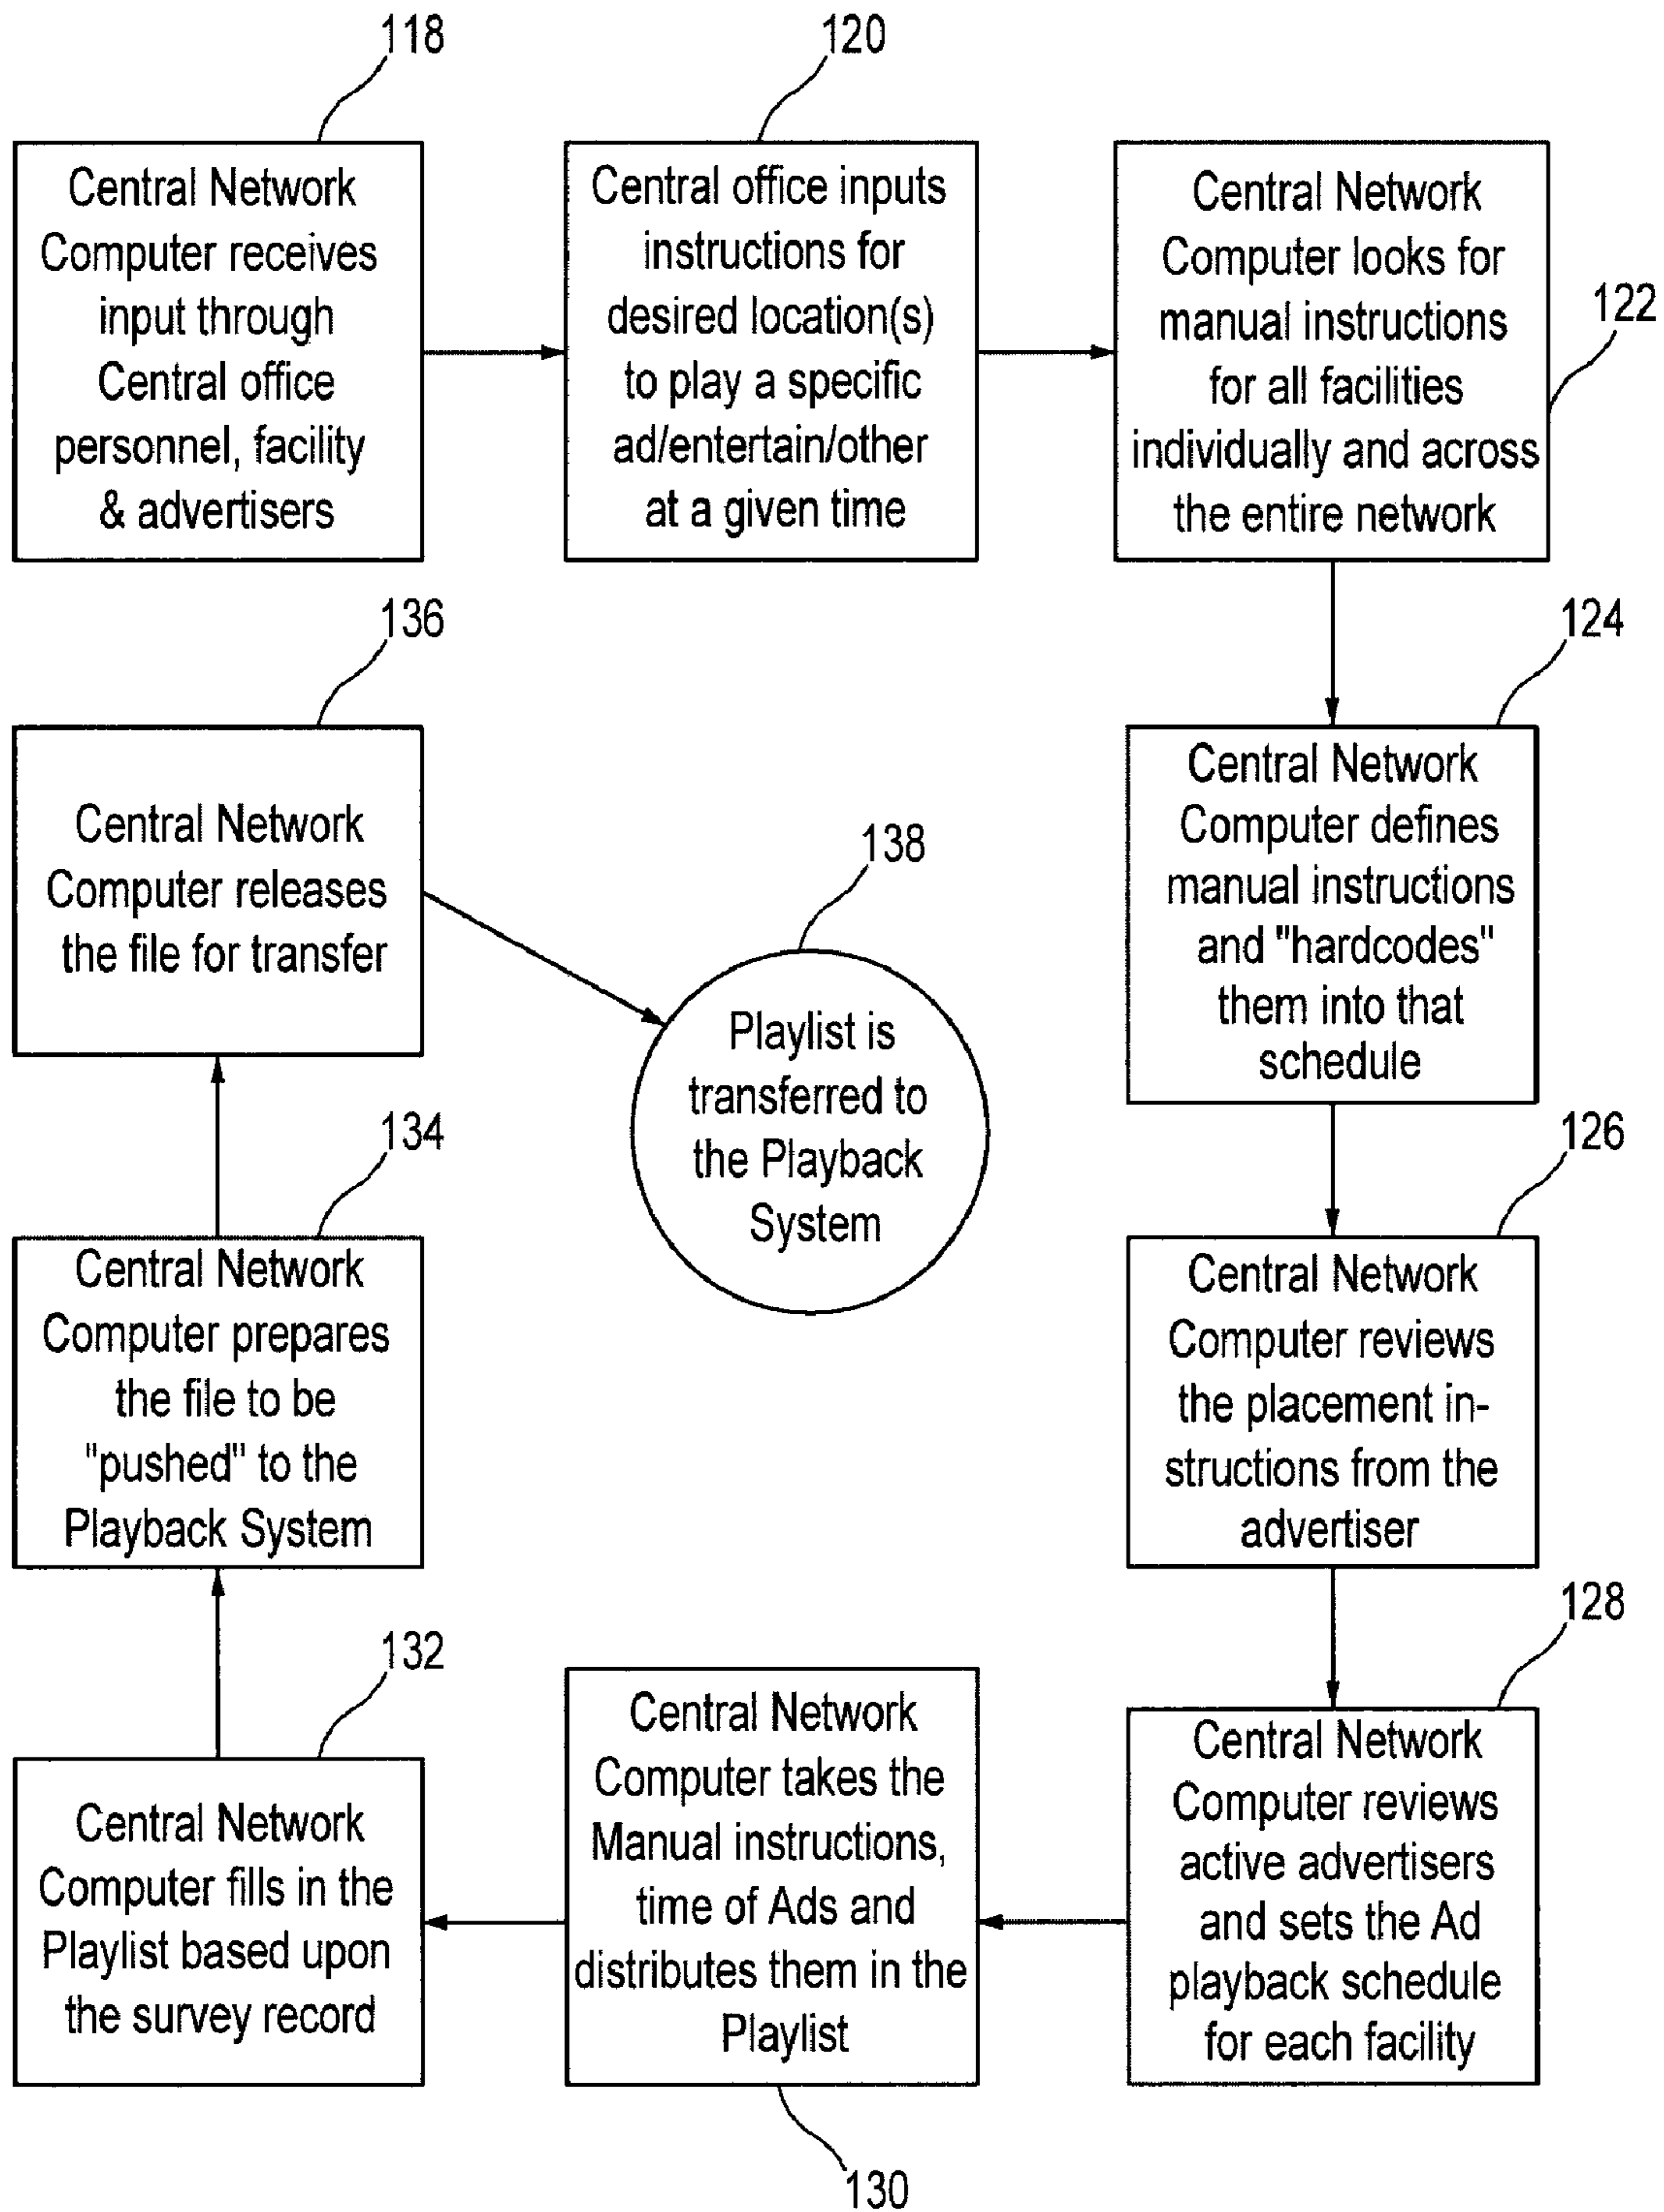 118
Central Network
Computer receives
input through
Central office
personnel, facility
& advertisers
120
Central office inputs
instructions for
desired location(s)
to play a specific
ad/entertain/other
at a given time
122
Central Network
Computer looks for
manual instructions
for all facilities
individually and across
the entire network
124
Central Network
Computer defines
manual instructions
and "hardcodes"
them into that
schedule
126
Central Network
Computer reviews
the placement in-
structions from the
advertiser
128
Central Network
Computer reviews
active advertisers
and sets the Ad
playback schedule
for each facility
130
Central Network
Computer takes the
Manual instructions,
time of Ads and
distributes them in the
Playlist
132
Central Network
Computer fills in the
Playlist based upon
the survey record
134
Central Network
Computer prepares
the file to be
"pushed" to the
Playback System
136
Central Network
Computer releases
the file for transfer
138
Playlist is
transferred to
the Playback
System